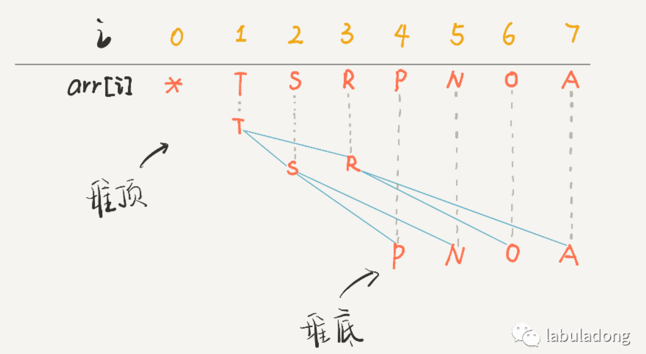 i 0 1 2 3 4 5 6 7
arr[i] * T S R P N O A
T
S R
堆顶
P N O A
堆底
labuladong